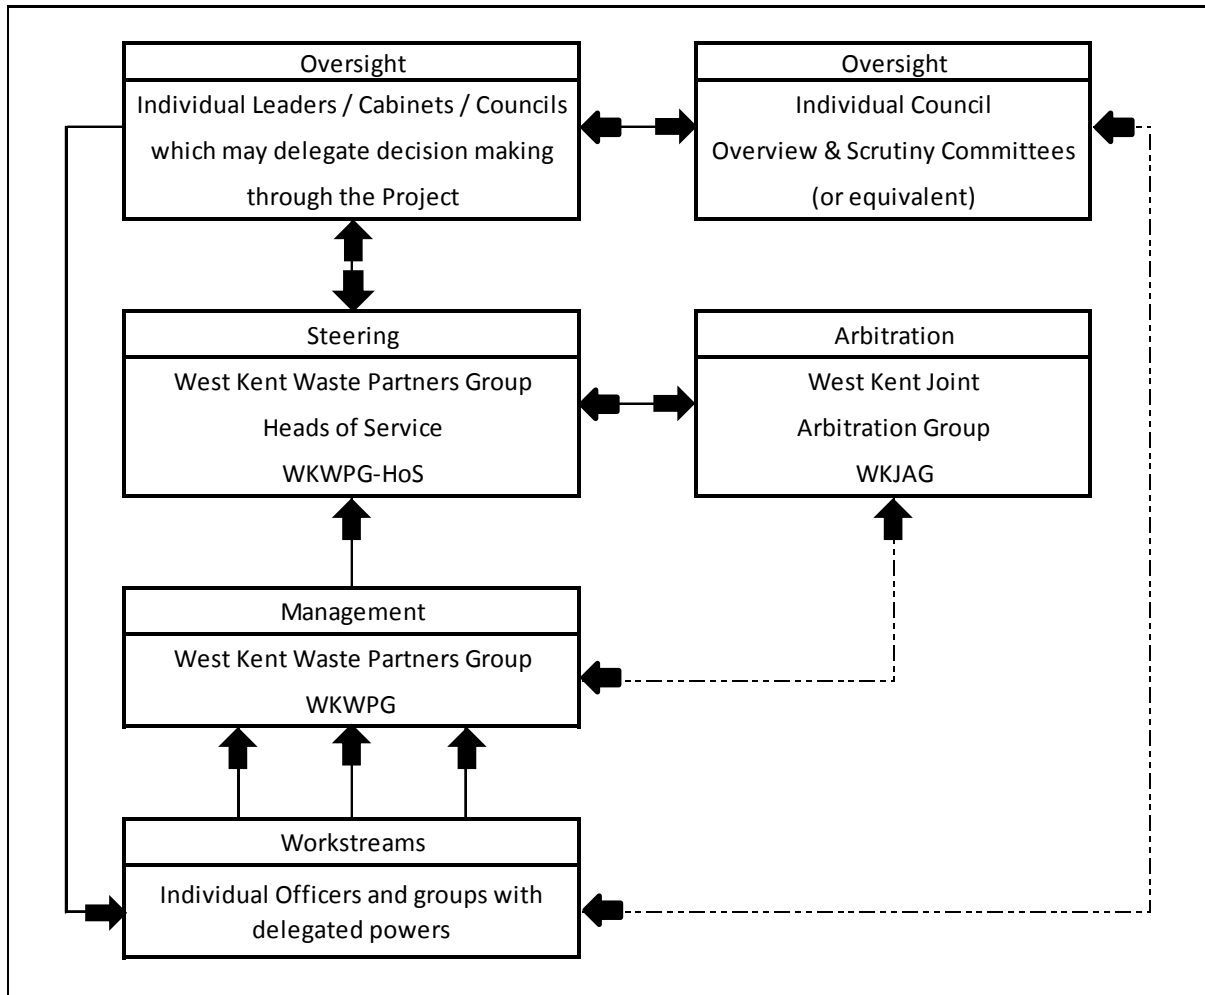 Oversight
Individual Leaders / Cabinets / Councils
which may delegate decision making
through the Project
Oversight
Individual Council
Overview & Scrutiny Committees
(or equivalent)
Steering
West Kent Waste Partners Group
Heads of Service
WKWPG-HoS
Arbitration
West Kent Joint
Arbitration Group
WKJAG
Management
West Kent Waste Partners Group
WKWPG
Workstreams
Individual Officers and groups with
delegated powers